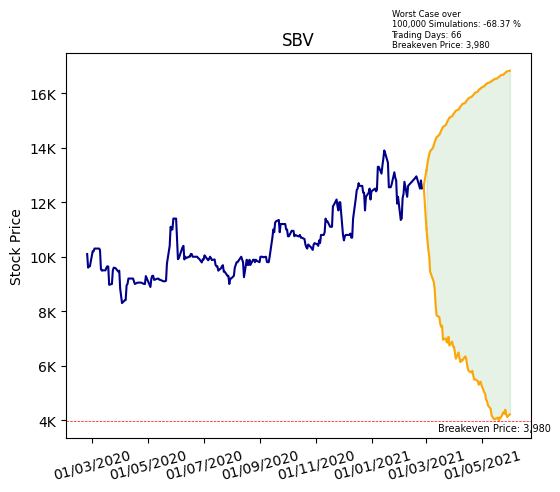 Worst Case over
100,000 Simulations: -68.37 %
Trading Days: 66
Breakeven Price: 3,980
SBV
Stock Price
16K
14K
12K
10K
8K
6K
4K
Breakeven Price: 3,980
01/03/2020
01/05/2020
01/07/2020
01/09/2020
01/11/2020
01/01/2021
01/03/2021
01/05/2021